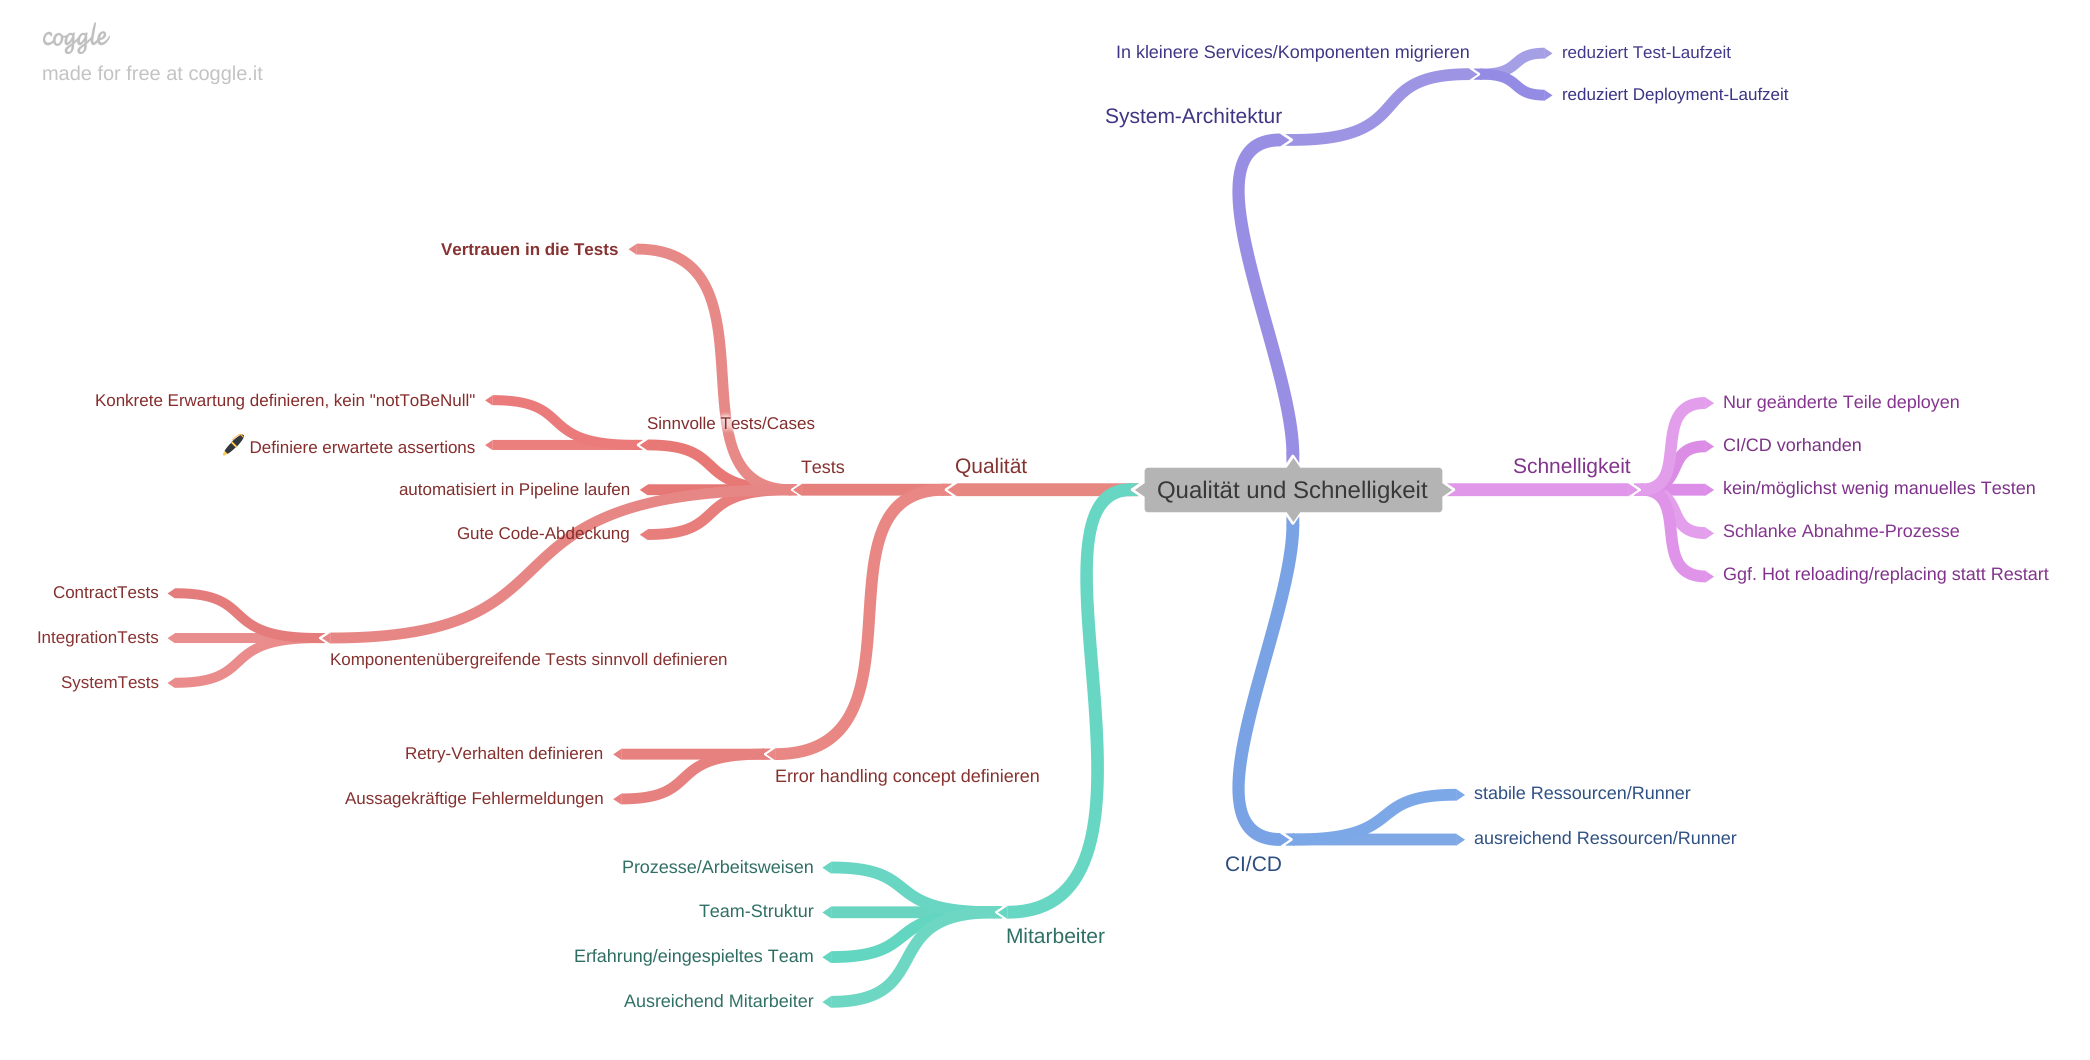 coggle
made for free at coggle.it
In kleinere Services/Komponenten migrieren
reduziert Test-Laufzeit
reduziert Deployment-Laufzeit
System-Architektur
Vertrauen in die Tests
Konkrete Erwartung definieren, kein "notToBeNull"
Definiere erwartete assertions
Sinnvolle Tests/Cases
automatisiert in Pipeline laufen
Gute Code-Abdeckung
Tests
Qualität
Qualität und Schnelligkeit
Schnelligkeit
Nur geänderte Teile deployen
CI/CD vorhanden
kein/möglichst wenig manuelles Testen
Schlanke Abnahme-Prozesse
Ggf. Hot reloading/replacing statt Restart
ContractTests
IntegrationTests
SystemTests
Komponentenübergreifende Tests sinnvoll definieren
Retry-Verhalten definieren
Aussagekräftige Fehlermeldungen
Error handling concept definieren
stabile Ressourcen/Runner
ausreichend Ressourcen/Runner
CI/CD
Prozesse/Arbeitsweisen
Team-Struktur
Erfahrung/eingespieltes Team
Ausreichend Mitarbeiter
Mitarbeiter